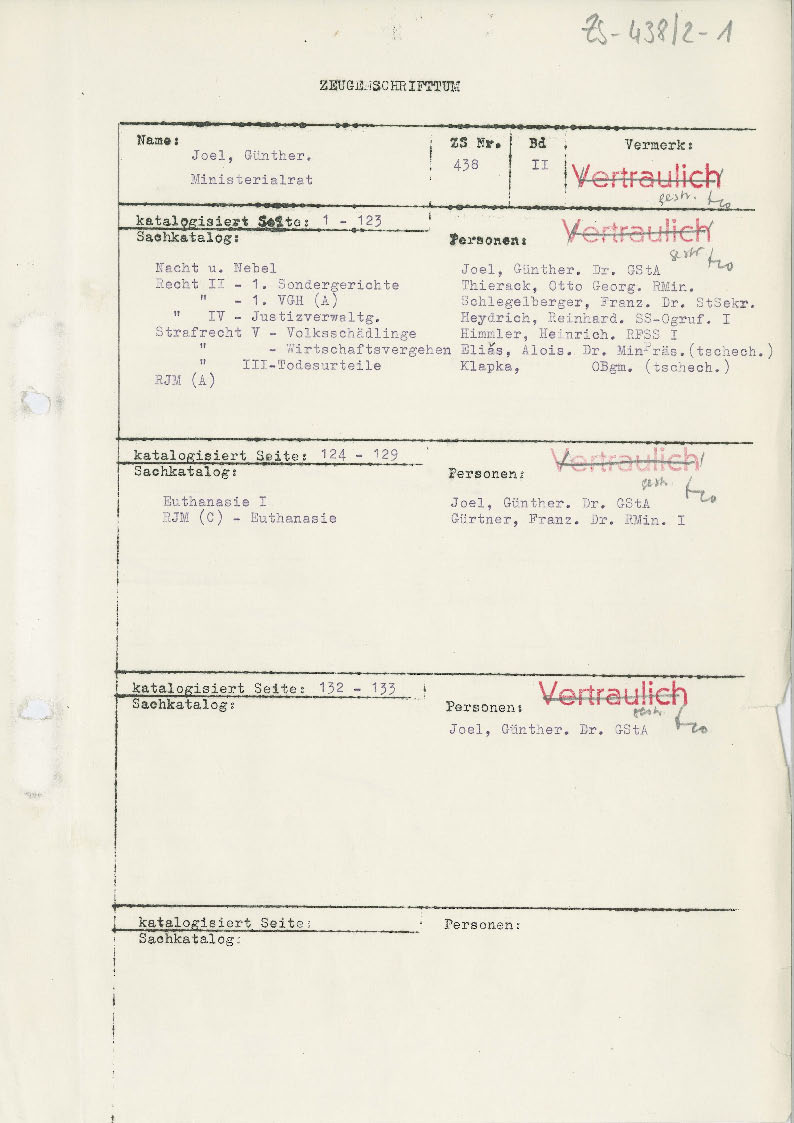 ZS-438/2-1
ZEUGENSCHRIFTTUM
Name: ZS Nr. Bd Vermerk:
Joel, Günther. 438 II Vertraulich
Ministerialrat gestr.
katalogisiert Seite: 1 - 123 Vertraulich
Sachkatalog: Personen: gestr
Nacht u. Nebel Joel, Günther. Dr. GStA
Recht II - 1. Sondergerichte Thierack, Otto Georg. RMin.
" - 1. VGH (A) Schlegelberger, Franz. Dr. StSekr.
" IV - Justizverwaltg. Heydrich, Reinhard. SS-Ogruf. I
Strafrecht V - Volksschädlinge Himmler, Heinrich. RFSS I
" - Wirtschaftsvergehen Eliáš, Alois. Dr. MinPräs.(tschech.)
" III-Todesurteile Klapka, OBgm. (tschech.)
RJM (A)
katalogisiert Seite: 124 - 129 Vertraulich
Sachkatalog: Personen: gestr.
Euthanasie I Joel, Günther. Dr. GStA
RJM (C) - Euthanasie Gürtner, Franz. Dr. RMin. I
katalogisiert Seite: 132 - 133 Vertraulich
Sachkatalog: Personen: gestr.
Joel, Günther. Dr. GStA
katalogisiert Seite: Personen:
Sachkatalog: